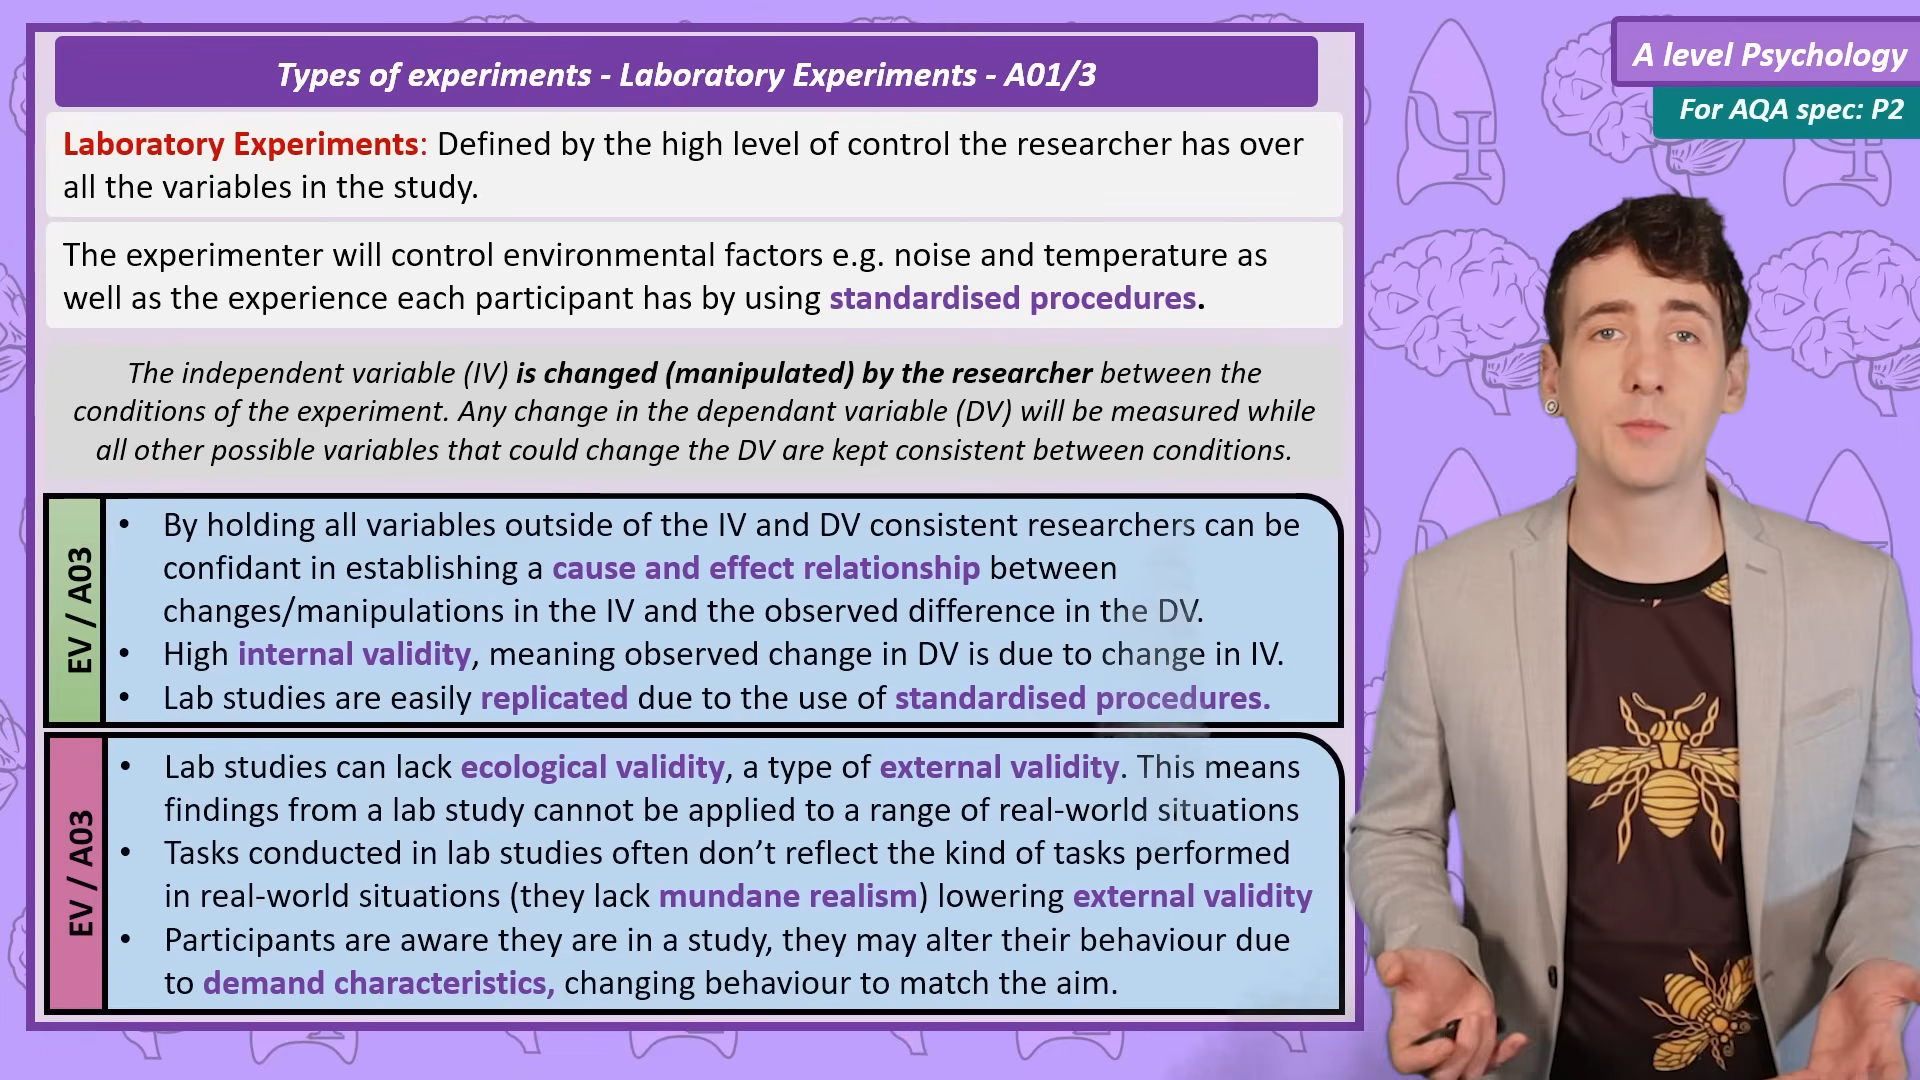 Types of experiments - Laboratory Experiments - A01/3
A level Psychology
For AQA spec: P2
Laboratory Experiments: Defined by the high level of control the researcher has over
all the variables in the study.
The experimenter will control environmental factors e.g. noise and temperature as
well as the experience each participant has by using standardised procedures.
The independent variable (IV) is changed (manipulated) by the researcher between the
conditions of the experiment. Any change in the dependant variable (DV) will be measured while
all other possible variables that could change the DV are kept consistent between conditions.
EV / A03
• By holding all variables outside of the IV and DV consistent researchers can be
confidant in establishing a cause and effect relationship between
changes/manipulations in the IV and the observed difference in the DV.
• High internal validity, meaning observed change in DV is due to change in IV.
• Lab studies are easily replicated due to the use of standardised procedures.
EV / A03
• Lab studies can lack ecological validity, a type of external validity. This means
findings from a lab study cannot be applied to a range of real-world situations
• Tasks conducted in lab studies often don’t reflect the kind of tasks performed
in real-world situations (they lack mundane realism) lowering external validity
• Participants are aware they are in a study, they may alter their behaviour due
to demand characteristics, changing behaviour to match the aim.